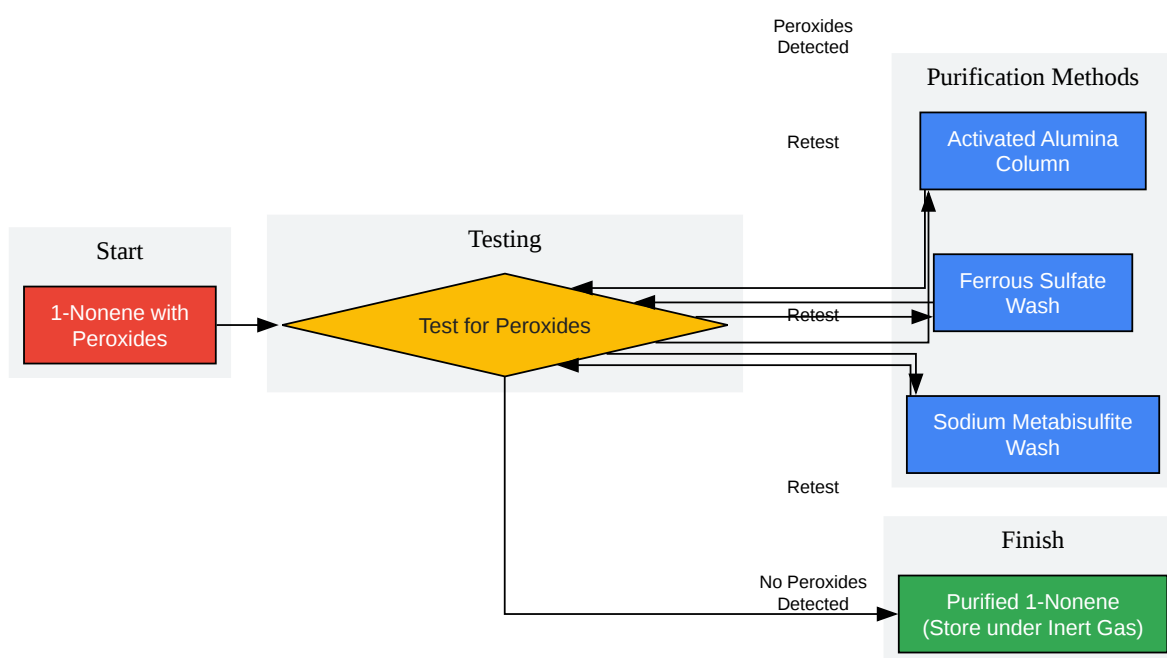 Peroxides
Detected
Purification Methods
Activated Alumina
Column
Retest
Start
1-Nonene with
Peroxides
Testing
Test for Peroxides
Retest
Ferrous Sulfate
Wash
Sodium Metabisulfite
Wash
Retest
No Peroxides
Detected
Finish
Purified 1-Nonene
(Store under Inert Gas)